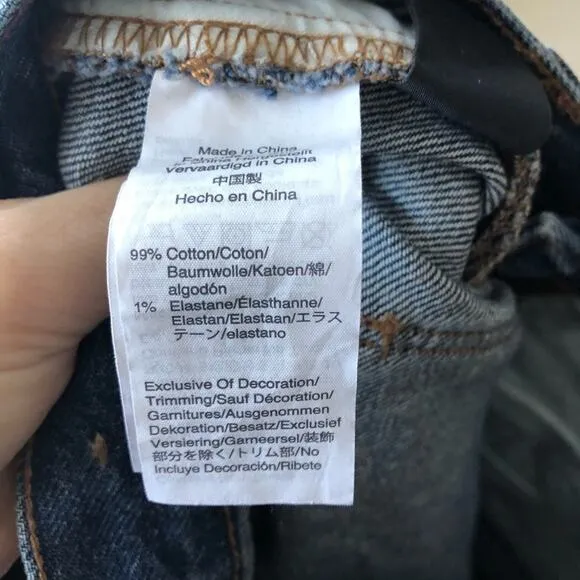 Made in China
Vervaardigd in China
中国製
Hecho en China
99% Cotton/Coton/
Baumwolle/Katoen/綿/
algodón
1% Elastane/Élasthanne/
Elastan/Elastaan/エラス
テーン/elastano
Exclusive Of Decoration/
Trimming/Sauf Décoration/
Garnitures/Ausgenommen
Dekoration/Besatz/Exclusief
Versiering/Garneersel/装飾
部分を除く/トリム部/No
Incluye Decoración/Ribete